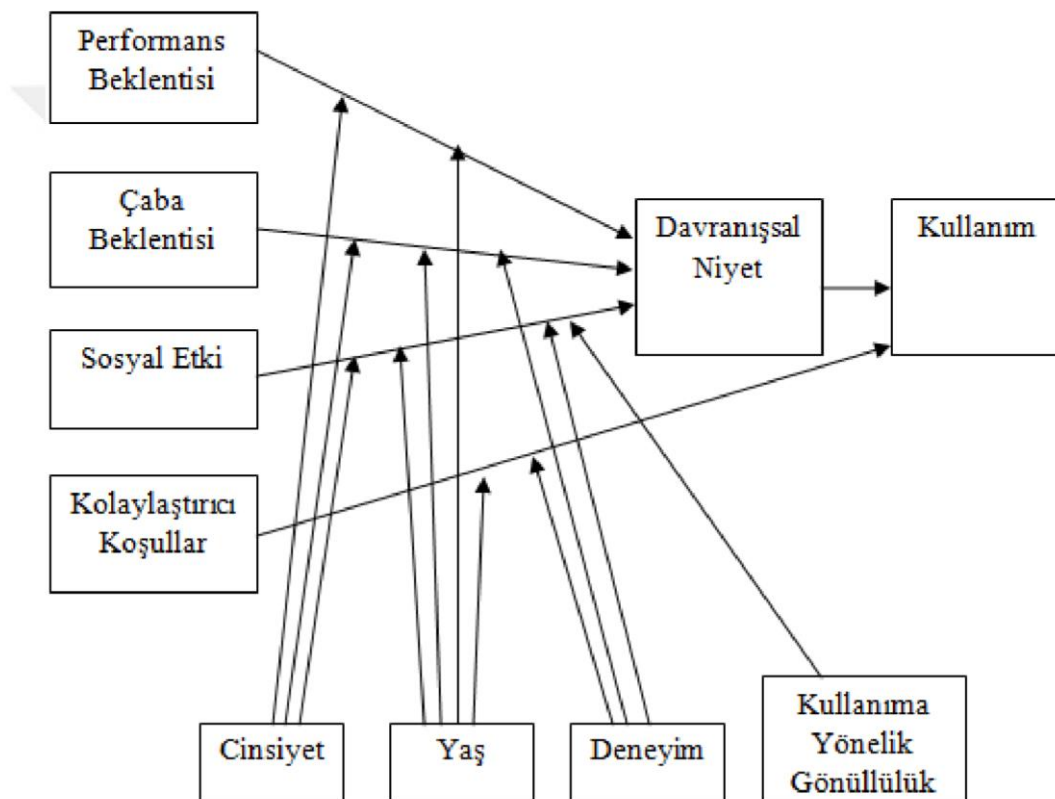 Performans
Beklentisi
Çaba
Beklentisi
Sosyal Etki
Kolaylaştırıcı
Koşullar
Davranışsal
Niyet
Kullanım
Cinsiyet
Yaş
Deneyim
Kullanıma
Yönelik
Gönüllülük